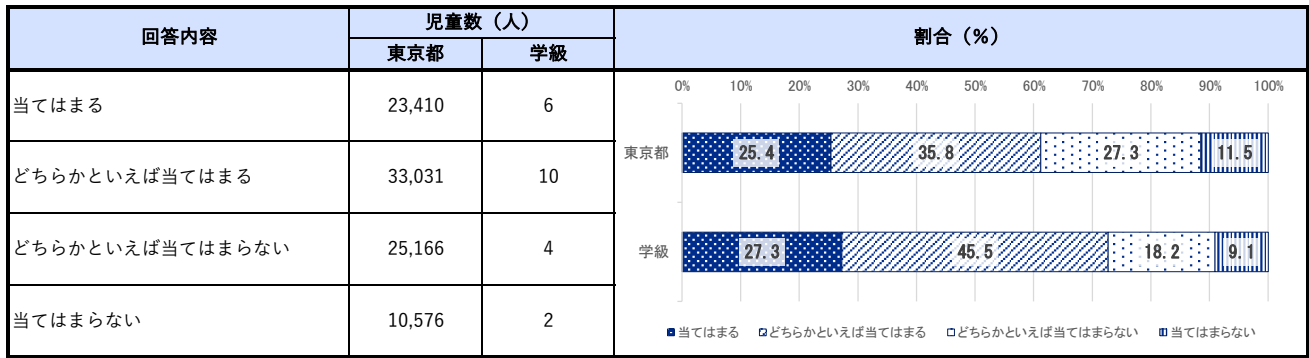 回答内容
児童数（人）
割合（%）
東京都
学級
当てはまる
23,410
6
どちらかといえば当てはまる
33,031
10
どちらかといえば当てはまらない
25,166
4
当てはまらない
10,576
2
0% 10% 20% 30% 40% 50% 60% 70% 80% 90% 100%
東京都
25.4 35.8 27.3 11.5
学級
27.3 45.5 18.2 9.1
当てはまる どちらかといえば当てはまる どちらかといえば当てはまらない 当てはまらない